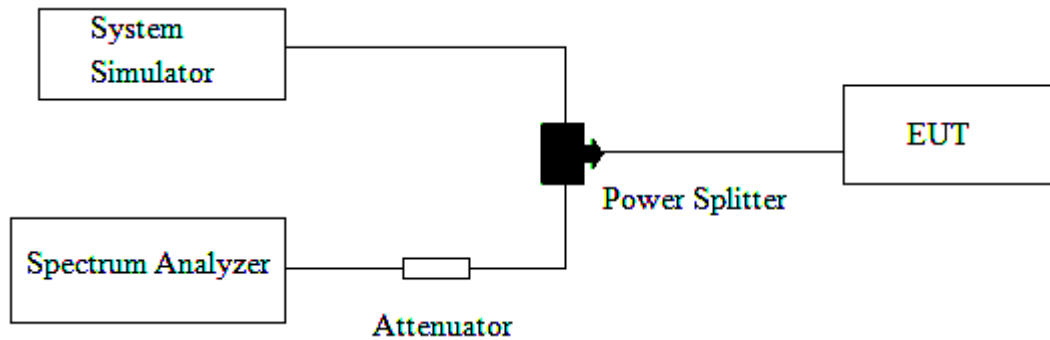 System
Simulator
EUT
Power Splitter
Spectrum Analyzer
Attenuator